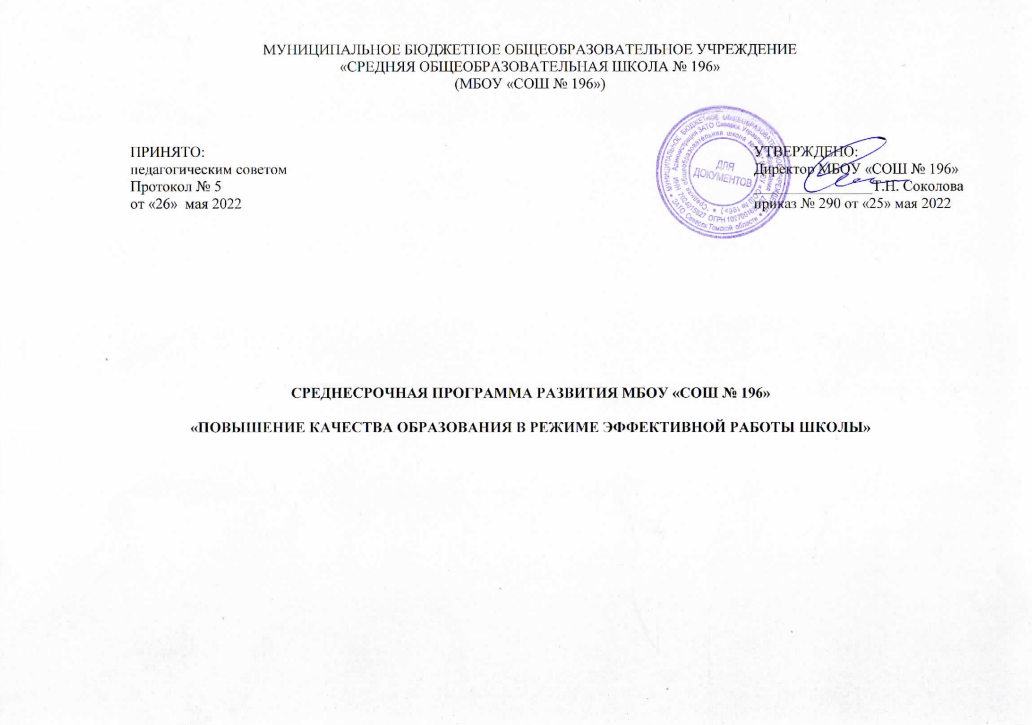 МУНИЦИПАЛЬНОЕ БЮДЖЕТНОЕ ОБЩЕОБРАЗОВАТЕЛЬНОЕ УЧРЕЖДЕНИЕ
«СРЕДНЯЯ ОБЩЕОБРАЗОВАТЕЛЬНАЯ ШКОЛА № 196»
(МБОУ «СОШ № 196»)
ПРИНЯТО:
педагогическим советом
Протокол № 5
от «26» мая 2022
ДЛЯ
ДОКУМЕНТОВ
УТВЕРЖДЕНО:
Директор МБОУ «СОШ № 196»
Т.Н. Соколова
приказ № 290 от «25» мая 2022
СРЕДНЕСРОЧНАЯ ПРОГРАММА РАЗВИТИЯ МБОУ «СОШ № 196»
«ПОВЫШЕНИЕ КАЧЕСТВА ОБРАЗОВАНИЯ В РЕЖИМЕ ЭФФЕКТИВНОЙ РАБОТЫ ШКОЛЫ»